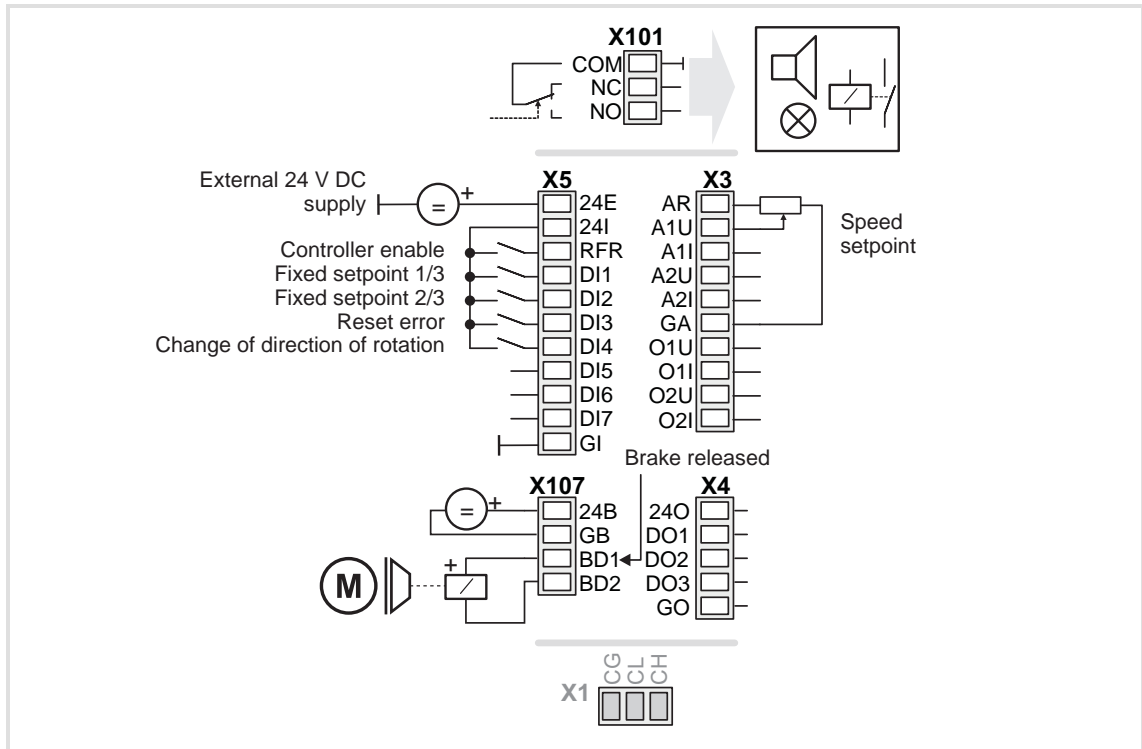 X101
COM
NC
NO
External 24 V DC
supply
=
+
X5
24E
24I
RFR
DI1
DI2
DI3
DI4
DI5
DI6
DI7
GI
Controller enable
Fixed setpoint 1/3
Fixed setpoint 2/3
Reset error
Change of direction of rotation
X3
AR
A1U
A1I
A2U
A2I
GA
O1U
O1I
O2U
O2I
Speed
setpoint
Brake released
X107
=
+
24B
GB
BD1
BD2
M
+
X4
24O
DO1
DO2
DO3
GO
X1
CG
CL
CH